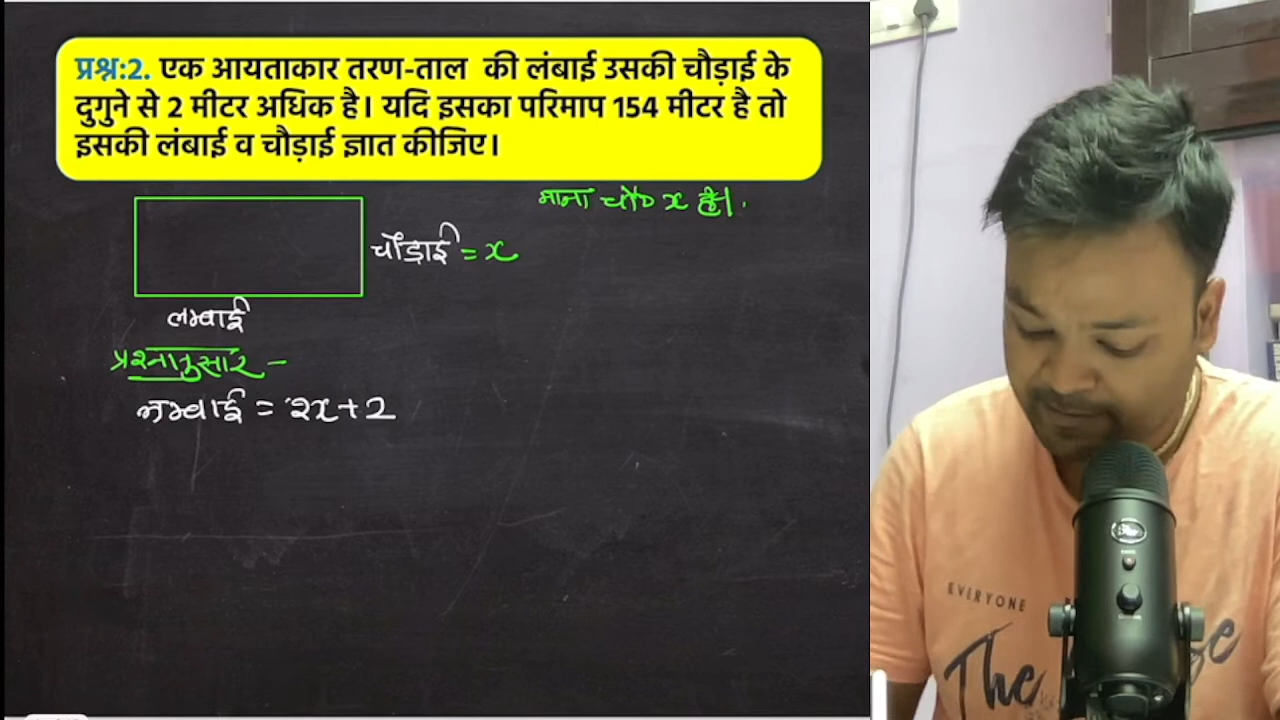 प्रश्न:2. एक आयताकार तरण-ताल की लंबाई उसकी चौड़ाई के
दुगुने से 2 मीटर अधिक है। यदि इसका परिमाप 154 मीटर है तो
इसकी लंबाई व चौड़ाई ज्ञात कीजिए।
माना चौ० x है।
चौड़ाई = x
लम्बाई
प्रश्नानुसार -
लम्बाई = 2x + 2
EVERYONE
The